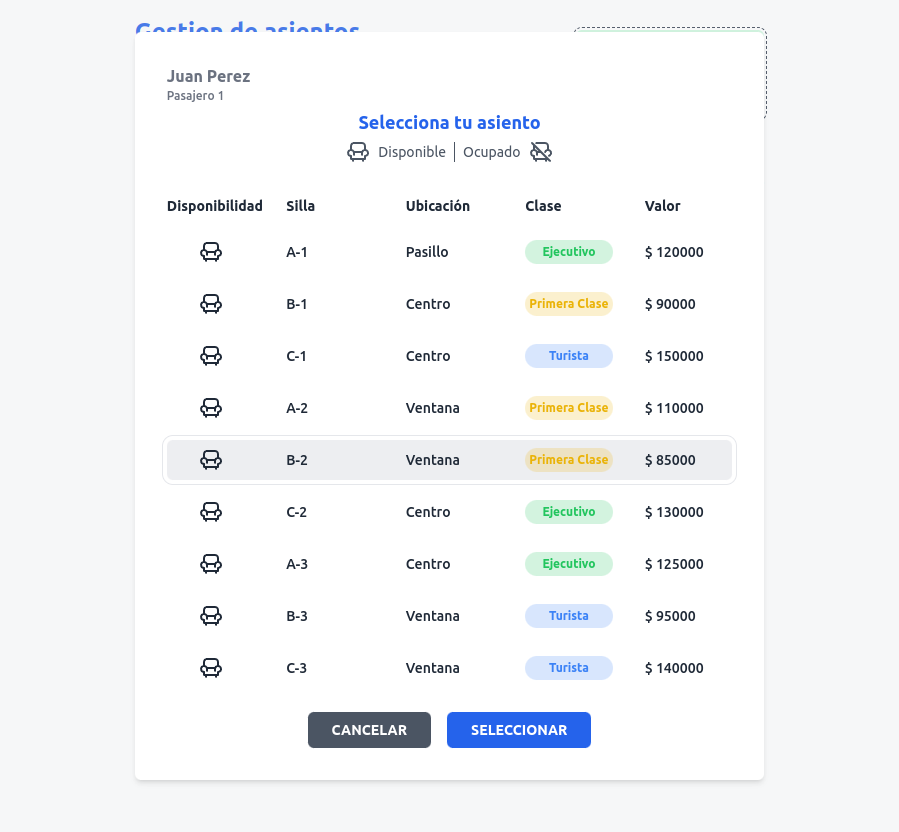 Gestion de asientos
Juan Perez
Pasajero 1
Selecciona tu asiento
Disponible | Ocupado
Disponibilidad Silla Ubicación Clase Valor
A-1 Pasillo Ejecutivo $ 120000
B-1 Centro Primera Clase $ 90000
C-1 Centro Turista $ 150000
A-2 Ventana Primera Clase $ 110000
B-2 Ventana Primera Clase $ 85000
C-2 Centro Ejecutivo $ 130000
A-3 Centro Ejecutivo $ 125000
B-3 Ventana Turista $ 95000
C-3 Ventana Turista $ 140000
CANCELAR SELECCIONAR